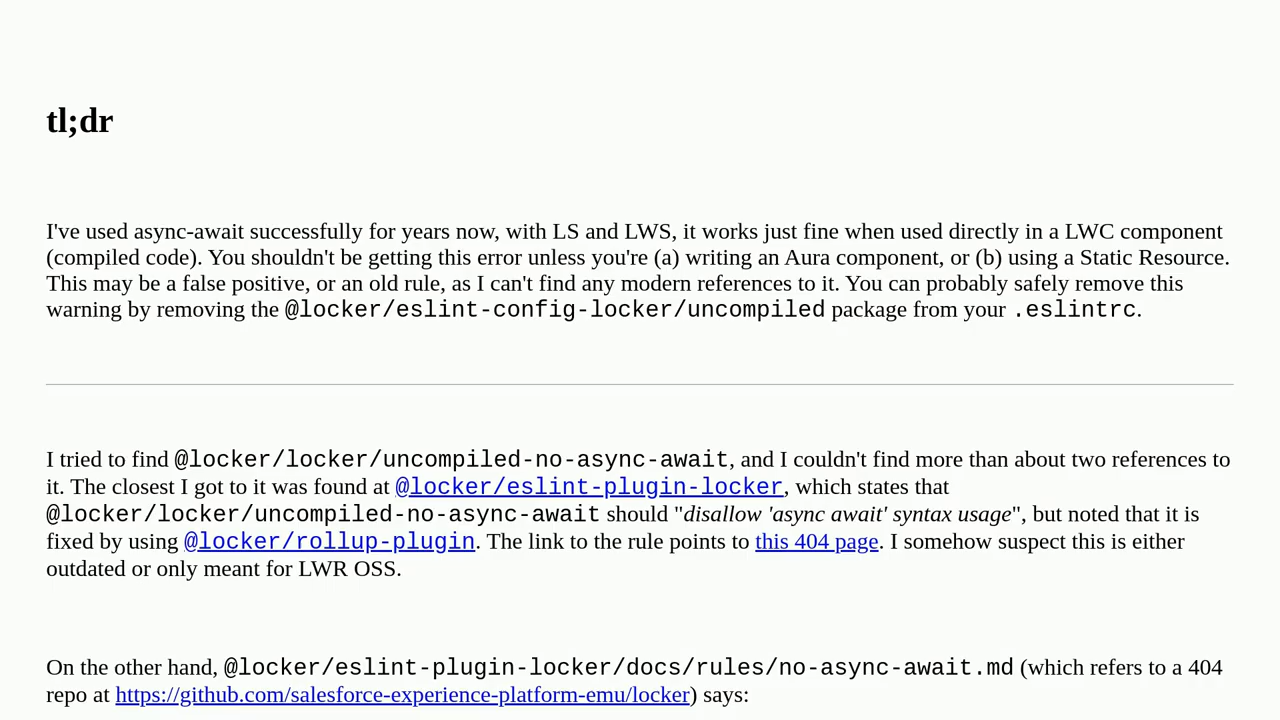 tl;dr
I've used async-await successfully for years now, with LS and LWS, it works just fine when used directly in a LWC component
(compiled code). You shouldn't be getting this error unless you're (a) writing an Aura component, or (b) using a Static Resource.
This may be a false positive, or an old rule, as I can't find any modern references to it. You can probably safely remove this
warning by removing the @locker/eslint-config-locker/uncompiled package from your .eslintrc.
I tried to find @locker/locker/uncompiled-no-async-await, and I couldn't find more than about two references to
it. The closest I got to it was found at @locker/eslint-plugin-locker, which states that
@locker/locker/uncompiled-no-async-await should "disallow 'async await' syntax usage", but noted that it is
fixed by using @locker/rollup-plugin. The link to the rule points to this 404 page. I somehow suspect this is either
outdated or only meant for LWR OSS.
On the other hand, @locker/eslint-plugin-locker/docs/rules/no-async-await.md (which refers to a 404
repo at https://github.com/salesforce-experience-platform-emu/locker) says: